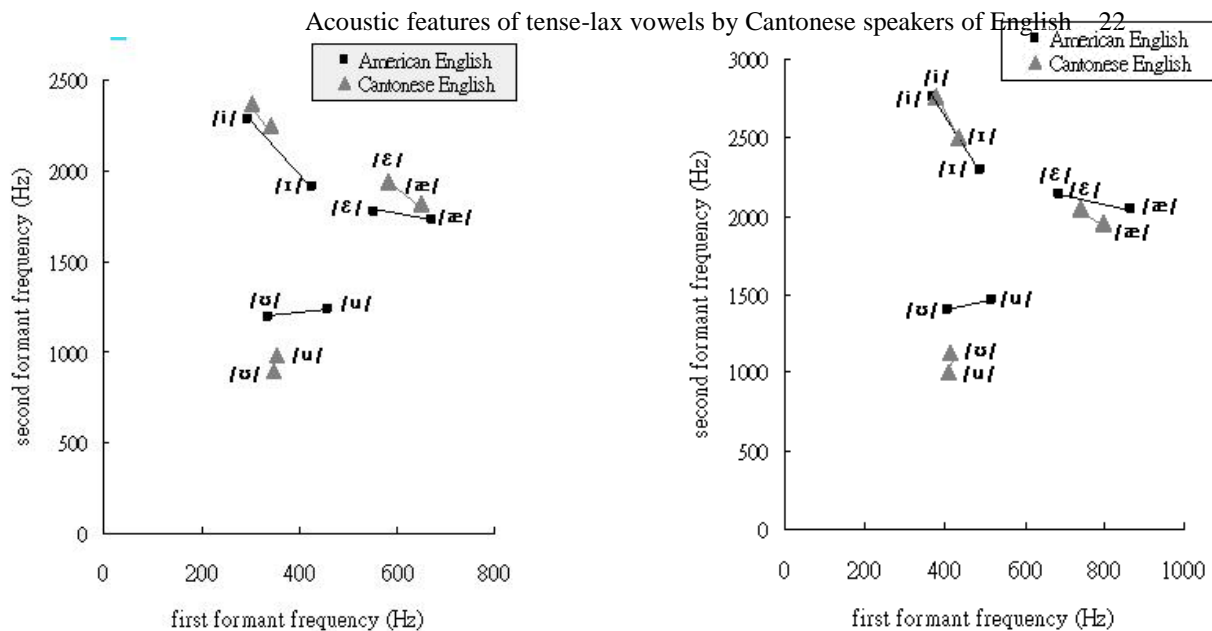 Acoustic features of tense-lax vowels by Cantonese speakers of English 22
American English
Cantonese English
2500
2000
1500
1000
500
0
second formant frequency (Hz)
/i/
/ɪ/
/ɛ/
/æ/
/ɛ/
/æ/
/ʊ/
/u/
/u/
/ʊ/
0 200 400 600 800
first formant frequency (Hz)
American English
Cantonese English
3000
2500
2000
1500
1000
500
0
second formant frequency (Hz)
/i/
/i/
/ɪ/
/ɪ/
/ɛ/
/ɛ/
/æ/
/æ/
/ʊ/
/u/
/ʊ/
/u/
0 200 400 600 800 1000
first formant frequency (Hz)